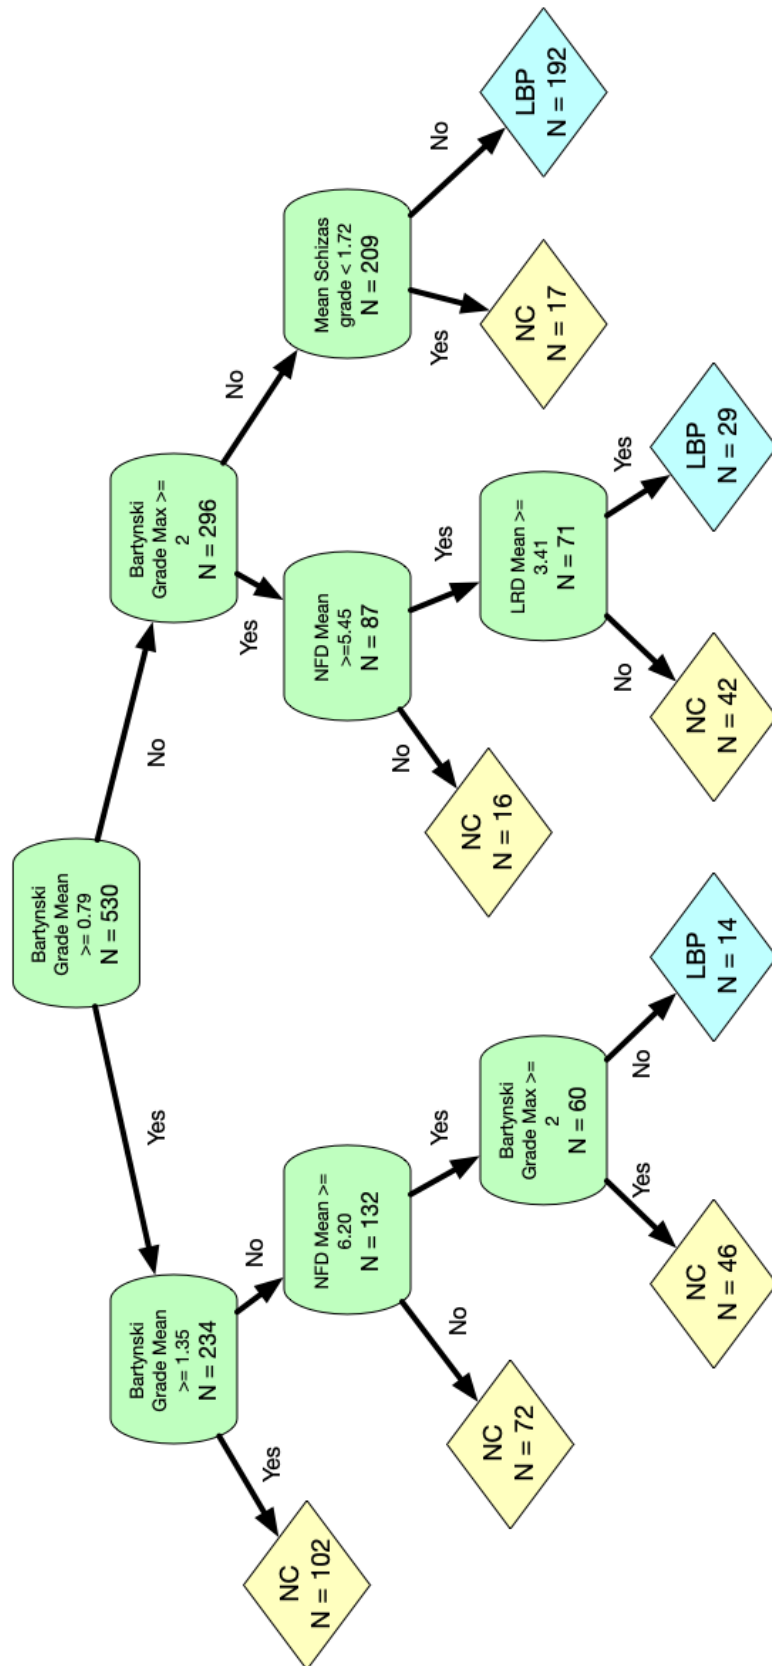 Bartynski
Grade Mean
>= 0.79
N = 530
Yes
No
Bartynski
Grade Mean
>= 1.35
N = 234
Bartynski
Grade Max >=
2
N = 296
Yes
No
Yes
No
NC
N = 102
NFD Mean >=
6.20
N = 132
NFD Mean
>=5.45
N = 87
Mean Schizas
grade < 1.72
N = 209
No
Yes
No
Yes
Yes
No
NC
N = 72
Bartynski
Grade Max >=
2
N = 60
NC
N = 16
LRD Mean >=
3.41
N = 71
NC
N = 17
LBP
N = 192
Yes
No
No
Yes
NC
N = 46
LBP
N = 14
NC
N = 42
LBP
N = 29